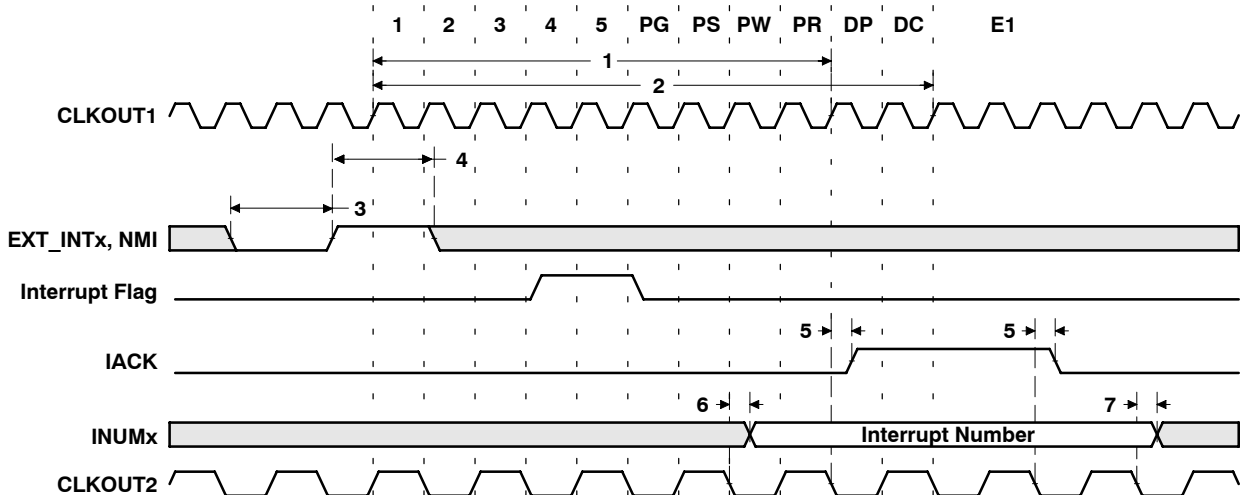 1 2 3 4 5 PG PS PW PR DP DC E1
1
2
CLKOUT1
4
3
EXT_INTx, NMI
Interrupt Flag
5 5
IACK
6 7
INUMx Interrupt Number
CLKOUT2